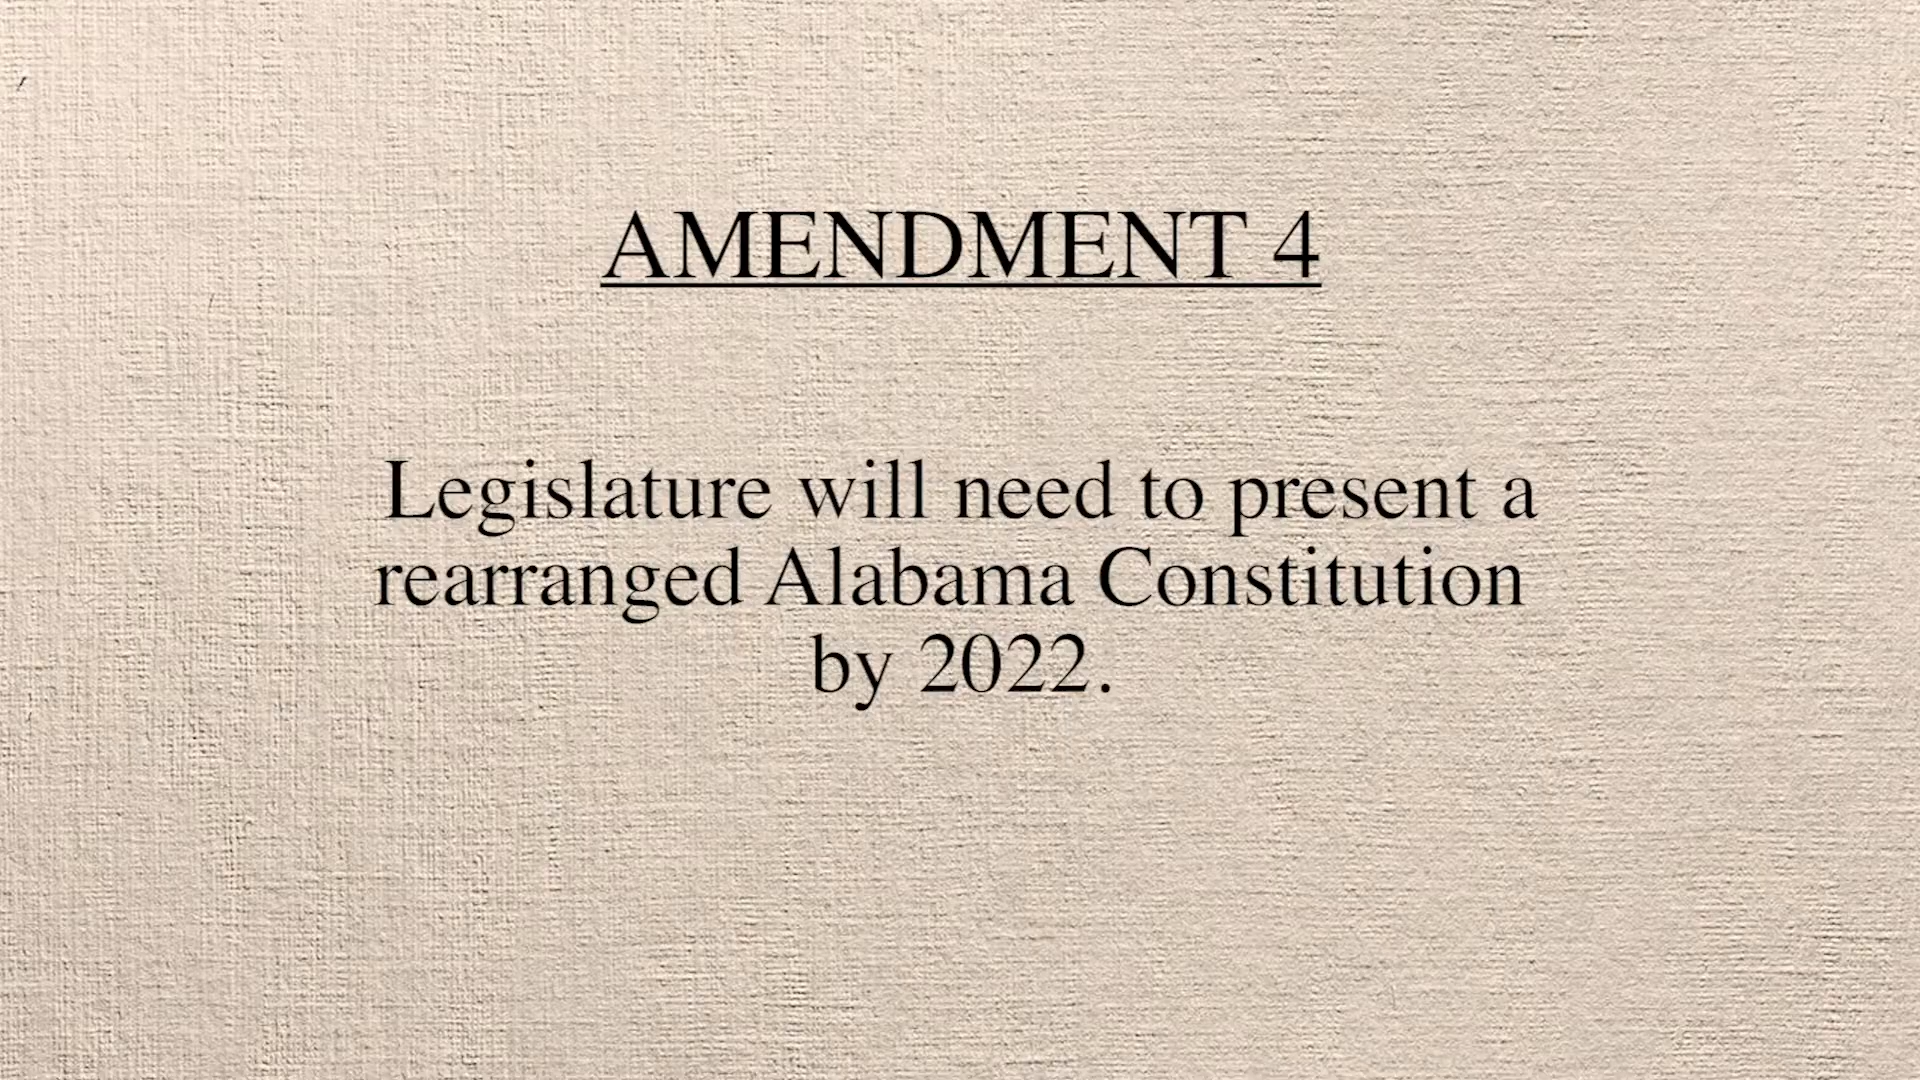 AMENDMENT 4
Legislature will need to present a
rearranged Alabama Constitution
by 2022.